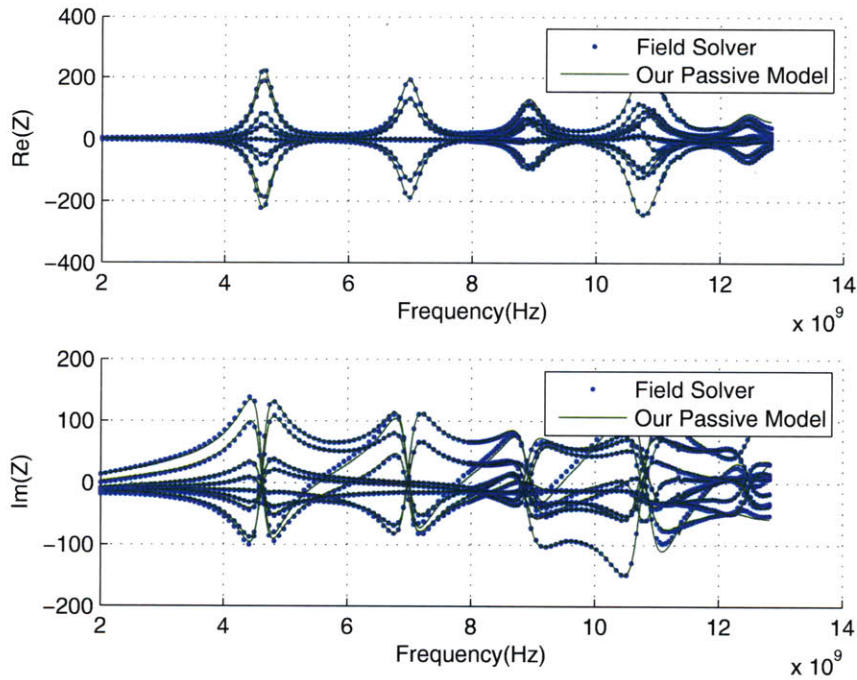 400
200
0
−200
−400
Re(Z)
Field Solver
Our Passive Model
2
4
6
8
10
12
14
Frequency(Hz)
x 10^9
200
100
0
−100
−200
Im(Z)
Field Solver
Our Passive Model
2
4
6
8
10
12
14
Frequency(Hz)
x 10^9